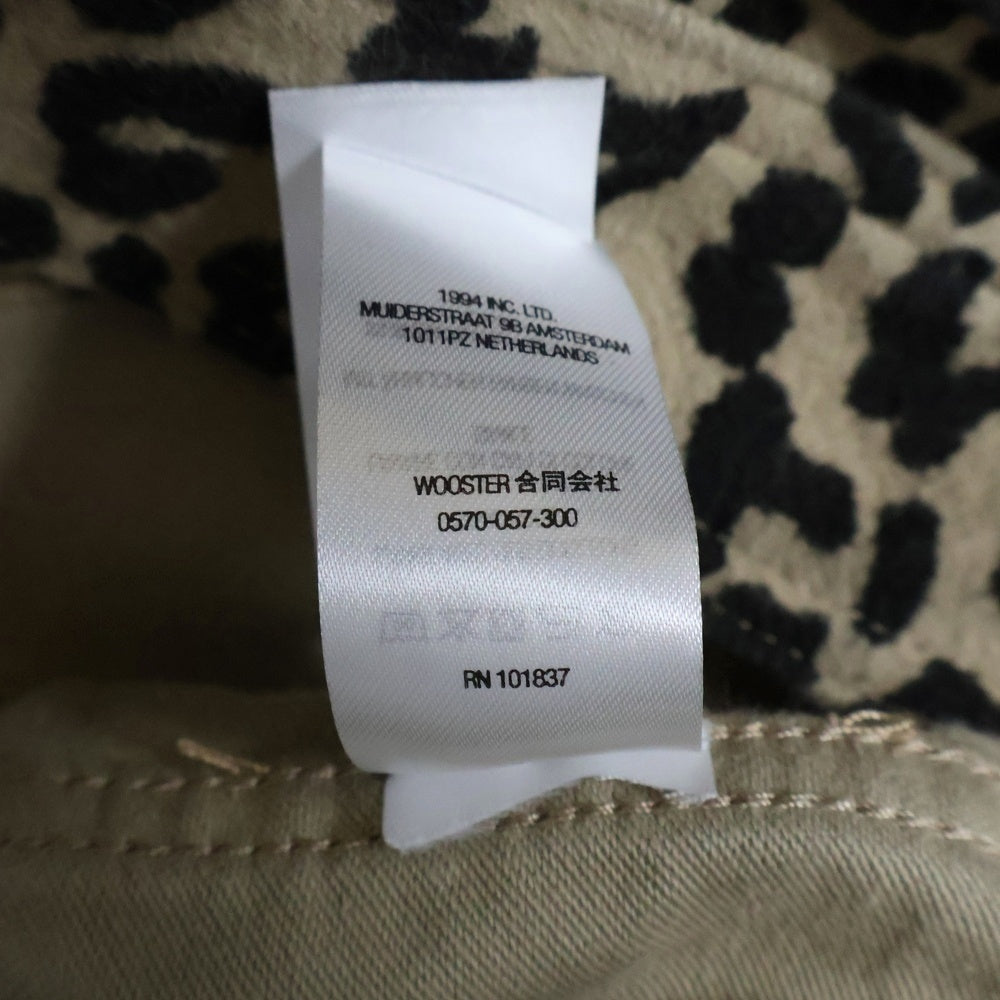 1994 INC. LTD.
MUIDERSTRAAT 9B AMSTERDAM
1011PZ NETHERLANDS
WOOSTER 合同会社
0570-057-300
RN 101837